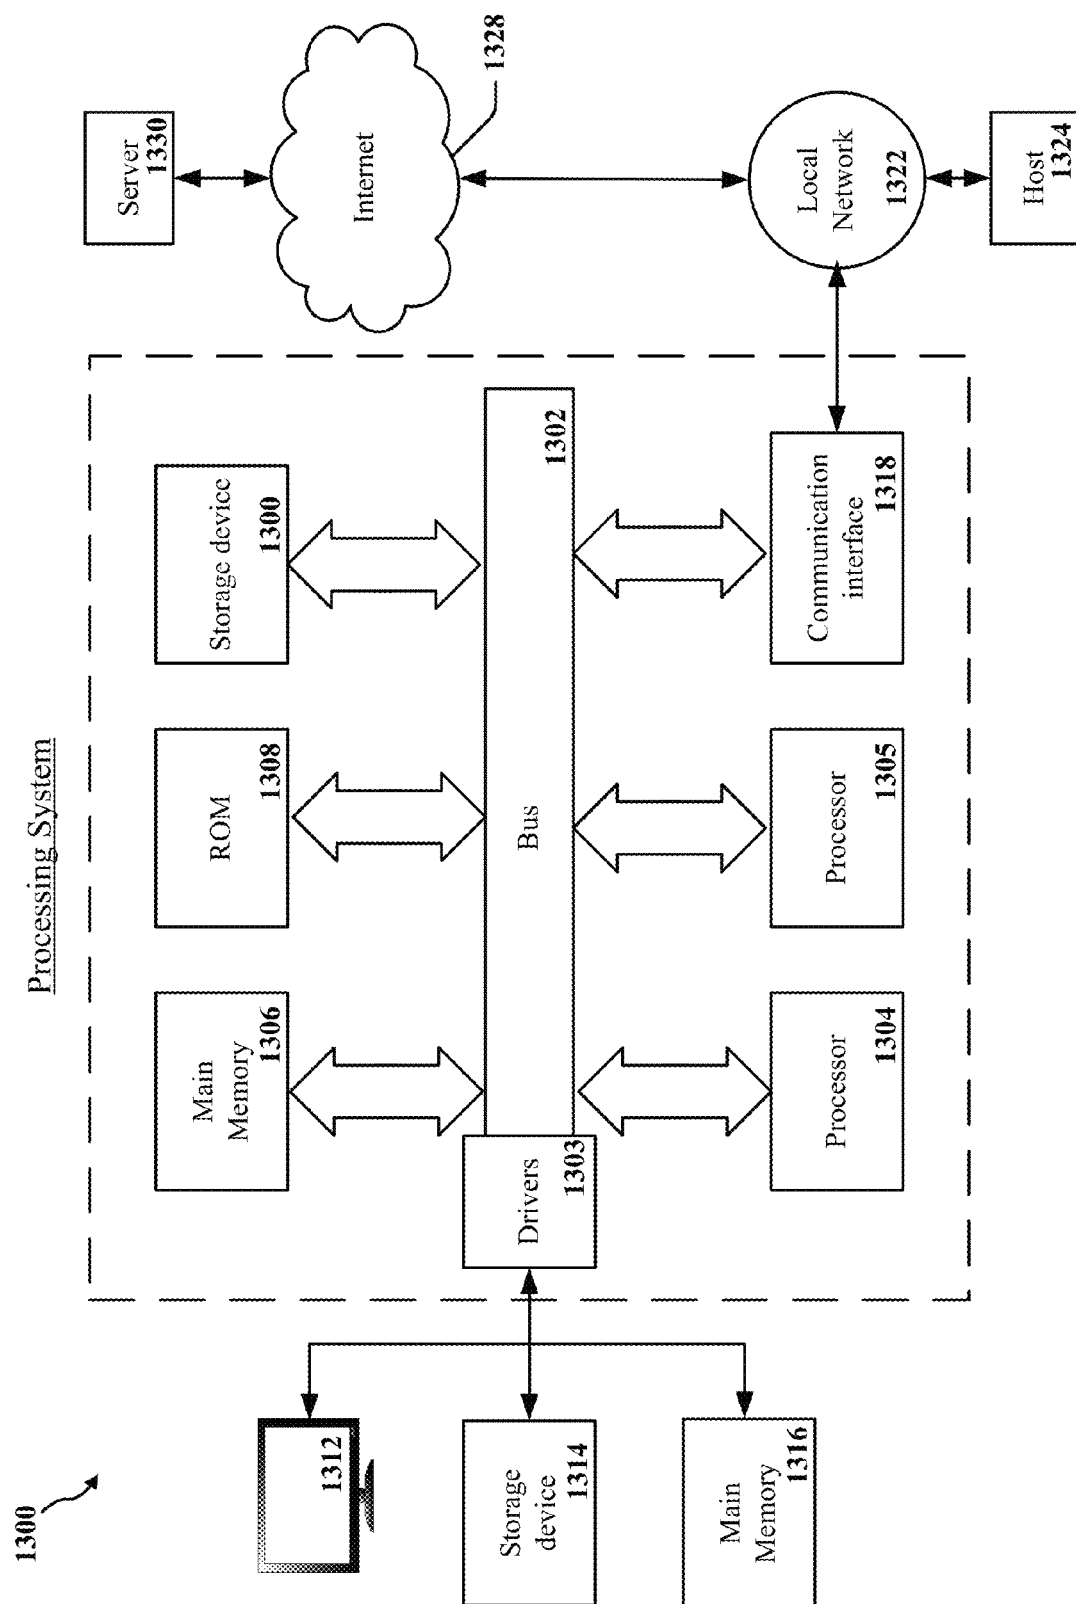 1300
Processing System
Main
Memory
1306
ROM
1308
Storage device
1300
Server
1330
Internet
1328
1312
Storage
device
1314
Main
Memory
1316
Drivers
1303
Bus
1302
Processor
1304
Processor
1305
Communication
interface
1318
Local
Network
1322
Host
1324